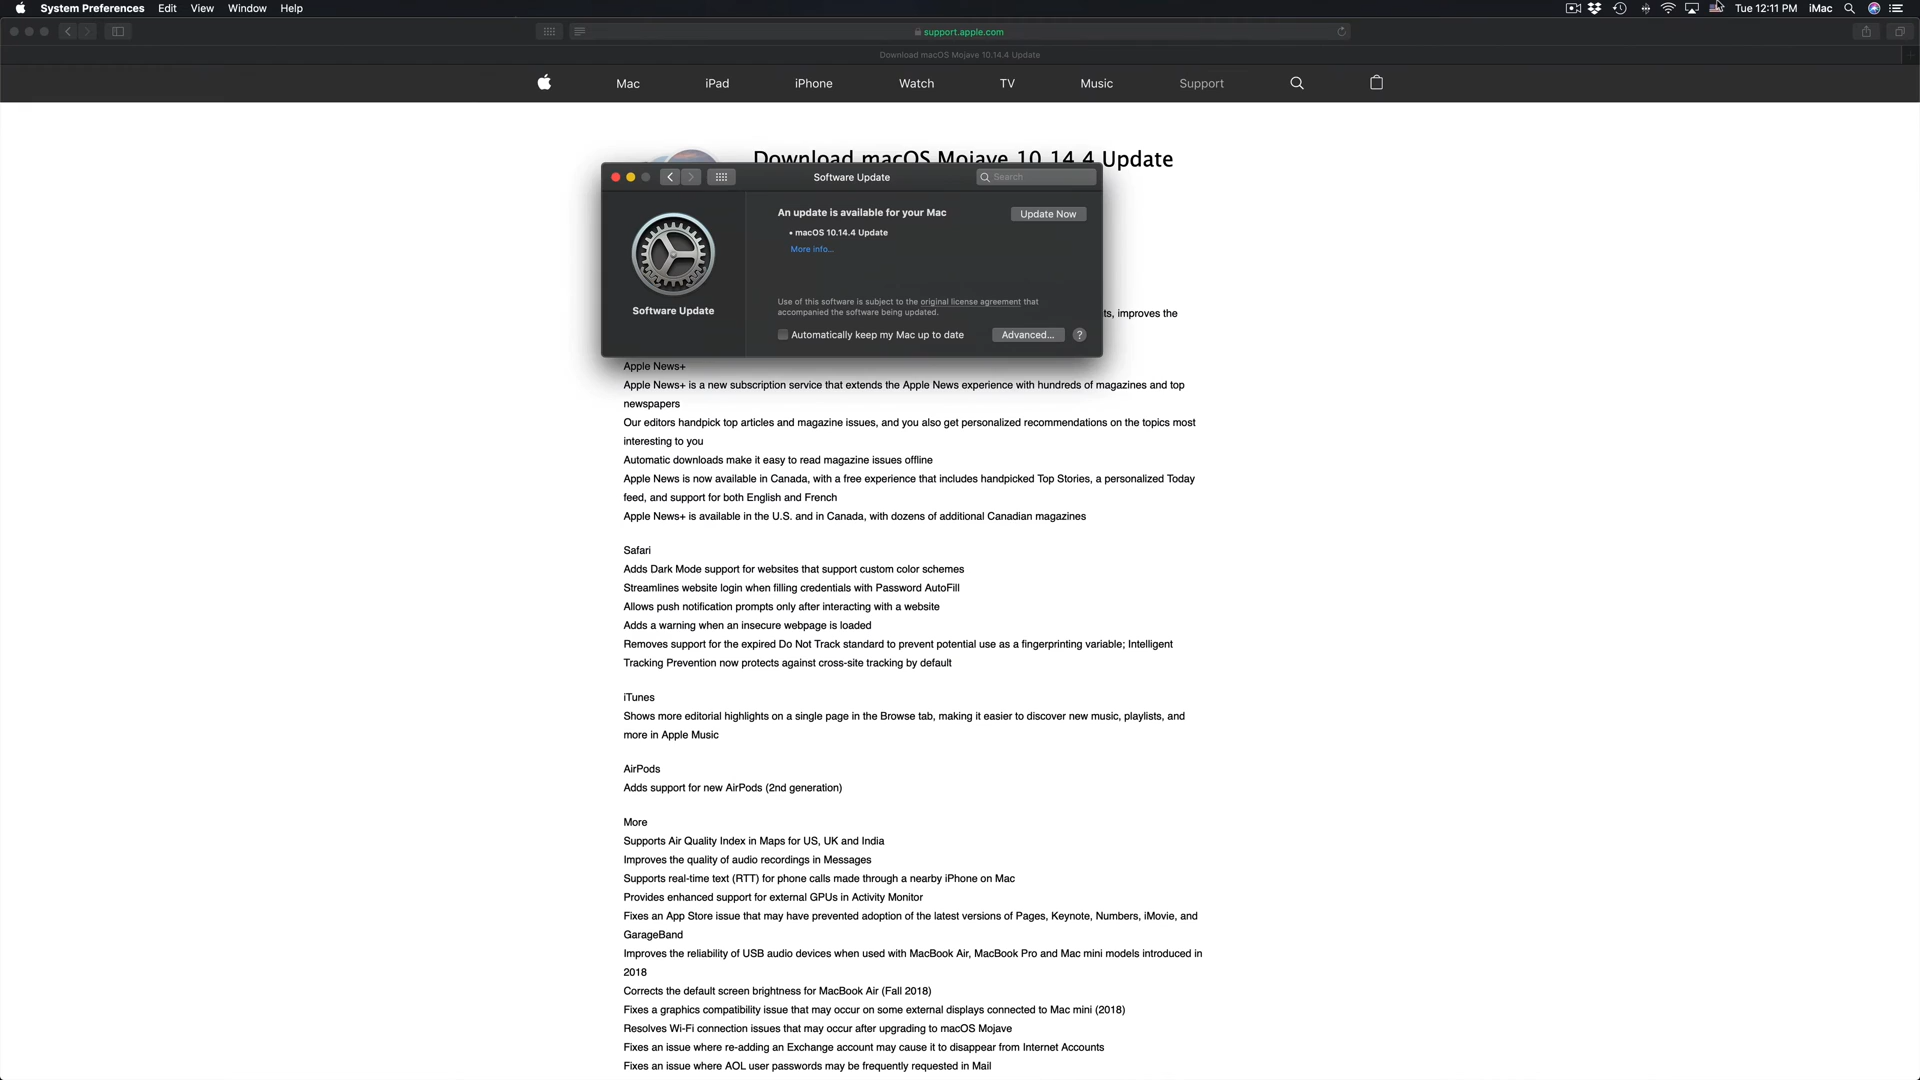 System Preferences Edit View Window Help
Tue 12:11 PM iMac
support.apple.com
Download macOS Mojave 10.14.4 Update
Mac iPad iPhone Watch TV Music Support
Download macOS Mojave 10.14.4 Update
Software Update
Search
An update is available for your Mac
Update Now
• macOS 10.14.4 Update
More info...
Software Update
Use of this software is subject to the original license agreement that
accompanied the software being updated.
Automatically keep my Mac up to date
Advanced...
?
improves the
Apple News+
Apple News+ is a new subscription service that extends the Apple News experience with hundreds of magazines and top
newspapers
Our editors handpick top articles and magazine issues, and you also get personalized recommendations on the topics most
interesting to you
Automatic downloads make it easy to read magazine issues offline
Apple News is now available in Canada, with a free experience that includes handpicked Top Stories, a personalized Today
feed, and support for both English and French
Apple News+ is available in the U.S. and in Canada, with dozens of additional Canadian magazines
Safari
Adds Dark Mode support for websites that support custom color schemes
Streamlines website login when filling credentials with Password AutoFill
Allows push notification prompts only after interacting with a website
Adds a warning when an insecure webpage is loaded
Removes support for the expired Do Not Track standard to prevent potential use as a fingerprinting variable; Intelligent
Tracking Prevention now protects against cross-site tracking by default
iTunes
Shows more editorial highlights on a single page in the Browse tab, making it easier to discover new music, playlists, and
more in Apple Music
AirPods
Adds support for new AirPods (2nd generation)
More
Supports Air Quality Index in Maps for US, UK and India
Improves the quality of audio recordings in Messages
Supports real-time text (RTT) for phone calls made through a nearby iPhone on Mac
Provides enhanced support for external GPUs in Activity Monitor
Fixes an App Store issue that may have prevented adoption of the latest versions of Pages, Keynote, Numbers, iMovie, and
GarageBand
Improves the reliability of USB audio devices when used with MacBook Air, MacBook Pro and Mac mini models introduced in
2018
Corrects the default screen brightness for MacBook Air (Fall 2018)
Fixes a graphics compatibility issue that may occur on some external displays connected to Mac mini (2018)
Resolves Wi-Fi connection issues that may occur after upgrading to macOS Mojave
Fixes an issue where re-adding an Exchange account may cause it to disappear from Internet Accounts
Fixes an issue where AOL user passwords may be frequently requested in Mail